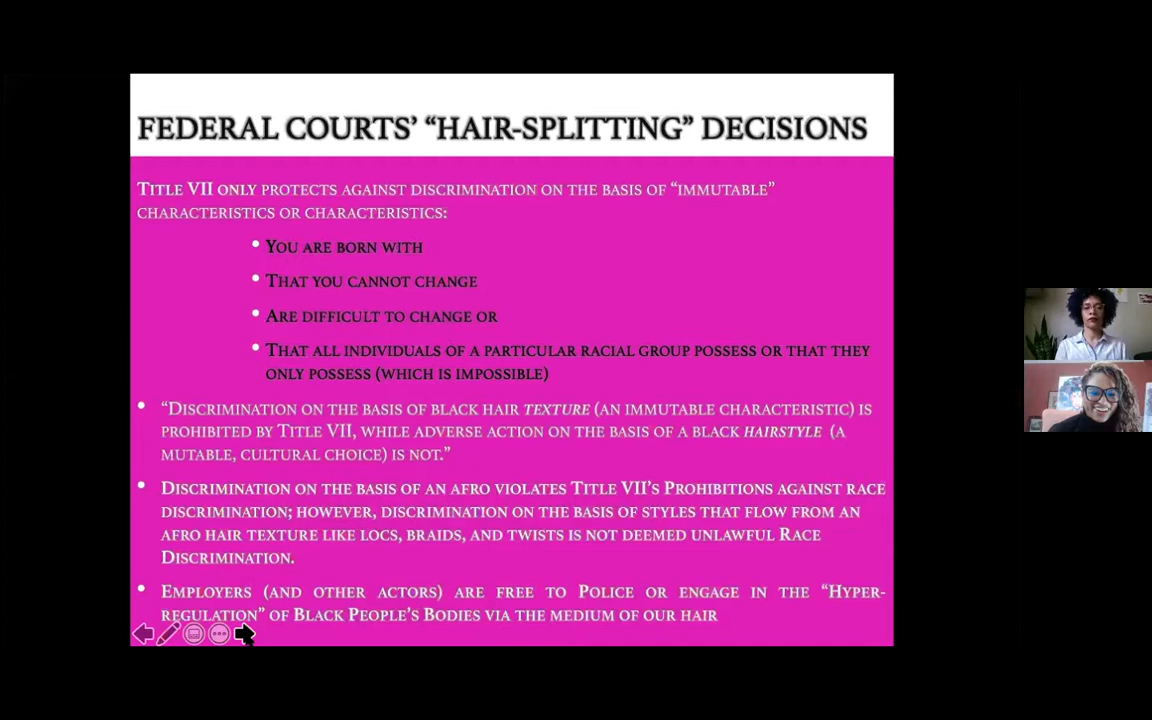 FEDERAL COURTS' “HAIR-SPLITTING” DECISIONS
TITLE VII ONLY PROTECTS AGAINST DISCRIMINATION ON THE BASIS OF “IMMUTABLE”
CHARACTERISTICS OR CHARACTERISTICS:
• YOU ARE BORN WITH
• THAT YOU CANNOT CHANGE
• ARE DIFFICULT TO CHANGE OR
• THAT ALL INDIVIDUALS OF A PARTICULAR RACIAL GROUP POSSESS OR THAT THEY
ONLY POSSESS (WHICH IS IMPOSSIBLE)
• “DISCRIMINATION ON THE BASIS OF BLACK HAIR TEXTURE (AN IMMUTABLE CHARACTERISTIC) IS
PROHIBITED BY TITLE VII, WHILE ADVERSE ACTION ON THE BASIS OF A BLACK HAIRSTYLE (A
MUTABLE, CULTURAL CHOICE) IS NOT.”
• DISCRIMINATION ON THE BASIS OF AN AFRO VIOLATES TITLE VII'S PROHIBITIONS AGAINST RACE
DISCRIMINATION; HOWEVER, DISCRIMINATION ON THE BASIS OF STYLES THAT FLOW FROM AN
AFRO HAIR TEXTURE LIKE LOCS, BRAIDS, AND TWISTS IS NOT DEEMED UNLAWFUL RACE
DISCRIMINATION.
• EMPLOYERS (AND OTHER ACTORS) ARE FREE TO POLICE OR ENGAGE IN THE “HYPER-
REGULATION” OF BLACK PEOPLE'S BODIES VIA THE MEDIUM OF OUR HAIR